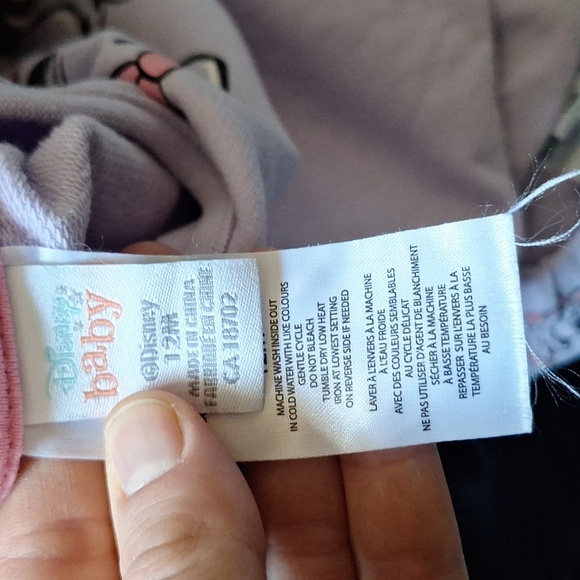 Disney
baby
©Disney
12M
MADE IN CHINA
FABRIQUÉ EN CHINE
CA 18702
MACHINE WASH INSIDE OUT
IN COLD WATER WITH LIKE COLOURS
GENTLE CYCLE
DO NOT BLEACH
TUMBLE DRY LOW HEAT
IRON AT LOWEST SETTING
ON REVERSE SIDE IF NEEDED
LAVER À L'ENVERS À LA MACHINE
À L'EAU FROIDE
AVEC DES COULEURS SEMBLABLES
AU CYCLE DÉLICAT
NE PAS UTILISER D'AGENT DE BLANCHIMENT
SÉCHER À LA MACHINE
À BASSE TEMPÉRATURE
REPASSER SUR L'ENVERS À LA
TEMPÉRATURE LA PLUS BASSE
AU BESOIN